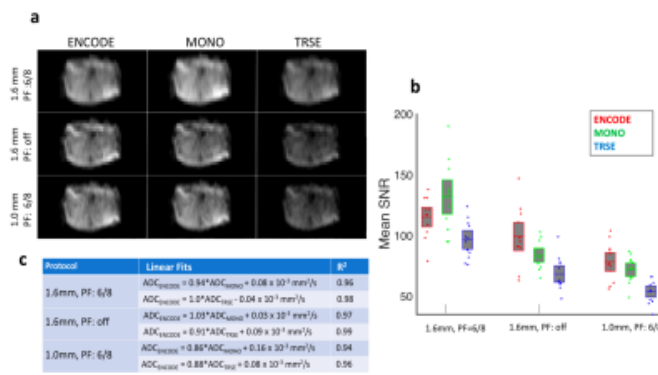 a
ENCODE MONO TRSE
1.6 mm
PF:6/8
1.6 mm
PF: off
1.0 mm
PF: 6/8
b
200
150
100
50
Mean SNR
ENCODE
MONO
TRSE
1.6mm, PF=6/8 1.6mm, PF: off 1.0mm, PF: 6/8
c
Protocol Linear Fits R²
1.6mm, PF: 6/8
ADC_ENCODE = 0.94*ADC_MONO + 0.08 x 10⁻³ mm²/s 0.96
ADC_ENCODE = 1.0*ADC_TRSE - 0.04 x 10⁻³ mm²/s 0.98
1.6mm, PF: off
ADC_ENCODE = 1.03*ADC_MONO + 0.03 x 10⁻³ mm²/s 0.97
ADC_ENCODE = 0.91*ADC_TRSE + 0.09 x 10⁻³ mm²/s 0.99
1.0mm, PF: 6/8
ADC_ENCODE = 0.86*ADC_MONO + 0.16 x 10⁻³ mm²/s 0.94
ADC_ENCODE = 0.88*ADC_TRSE + 0.08 x 10⁻³ mm²/s 0.96